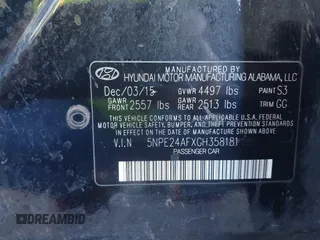 MANUFACTURED BY
HYUNDAI MOTOR MANUFACTURING ALABAMA, LLC
Dec/03/15 GVWR 4497 lbs PAINT S3
GAWR FRONT 2557 lbs GAWR REAR 2513 lbs TRIM GG
THIS VEHICLE CONFORMS TO ALL APPLICABLE U.S.A. FEDERAL
MOTOR VEHICLE SAFETY, BUMPER, AND THEFT PREVENTION
STANDARDS IN EFFECT ON THE DATE OF MANUFACTURE SHOWN ABOVE.
V.I.N 5NPE24AFXGH358181
PASSENGER CAR
DREAMBID